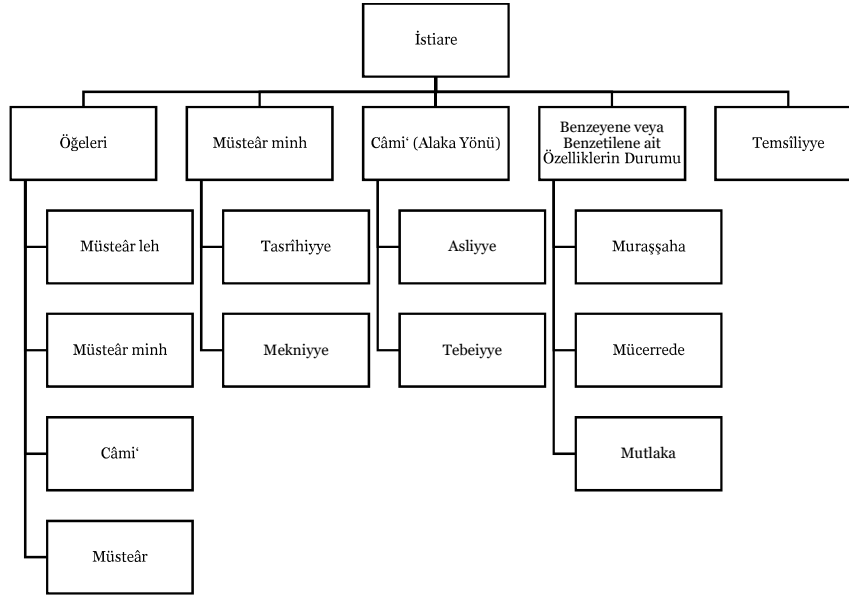 İstiare
Öğeleri
Müsteâr minh
Câmi‘ (Alaka Yönü)
Benzeyene veya
Benzetilene ait
Özelliklerin Durumu
Temsîliyye
Müsteâr leh
Tasrîhiyye
Asliyye
Muraşşaha
Müsteâr minh
Mekniyye
Tebeiyye
Mücerrede
Câmi‘
Mutlaka
Müsteâr